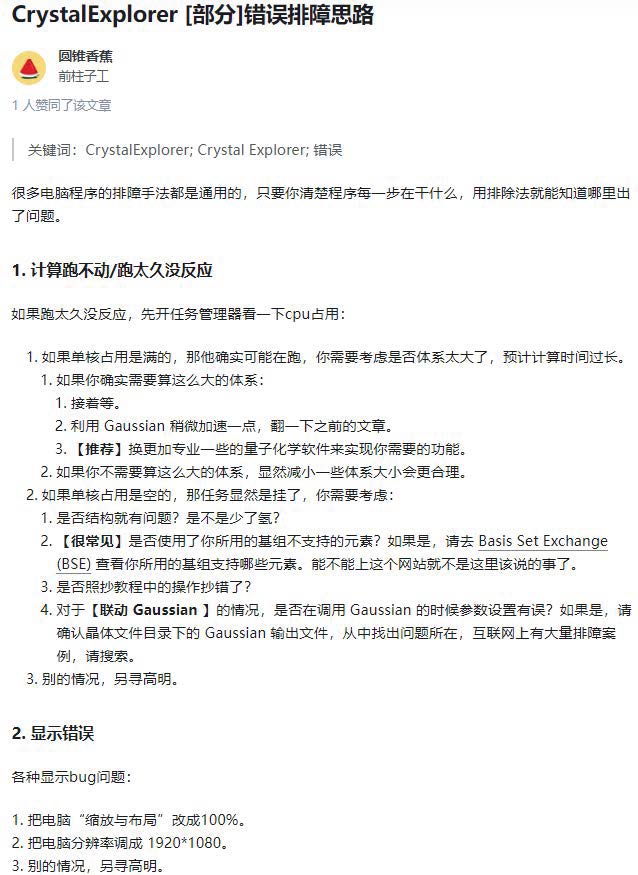 CrystalExplorer [部分]错误排障思路
圆锥香蕉
前柱子工
1 人赞同了该文章
关键词：CrystalExplorer; Crystal Explorer; 错误
很多电脑程序的排障手法都是通用的，只要你清楚程序每一步在干什么，用排除法就能知道哪里出
了问题。
1. 计算跑不动/跑太久没反应
如果跑太久没反应，先开任务管理器看一下cpu占用：
1. 如果单核占用是满的，那他确实可能在跑，你需要考虑是否体系太大了，预计计算时间过长。
1. 如果你确实需要算这么大的体系：
1. 接着等。
2. 利用 Gaussian 稍微加速一点，翻一下之前的文章。
3. 【推荐】换更加专业一些的量子化学软件来实现你需要的功能。
2. 如果你不需要算这么大的体系，显然减小一些体系大小会更合理。
2. 如果单核占用是空的，那任务显然是挂了，你需要考虑：
1. 是否结构就有问题？是不是少了氢？
2. 【很常见】是否使用了你所用的基组不支持的元素？如果是，请去 Basis Set Exchange
(BSE) 查看你所用的基组支持哪些元素。能不能上这个网站就不是这里该说的事了。
3. 是否照抄教程中的操作抄错了？
4. 对于【联动 Gaussian 】的情况，是否在调用 Gaussian 的时候参数设置有误？如果是，请
确认晶体文件目录下的 Gaussian 输出文件，从中找出问题所在，互联网上有大量排障案
例，请搜索。
3. 别的情况，另寻高明。
2. 显示错误
各种显示bug问题：
1. 把电脑“缩放与布局”改成100%。
2. 把电脑分辨率调成 1920*1080。
3. 别的情况，另寻高明。